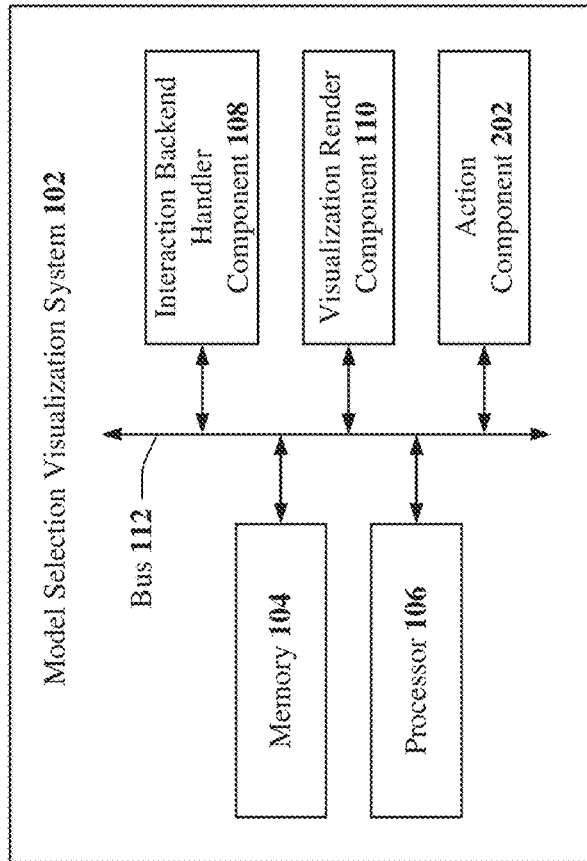 Model Selection Visualization System 102
Bus 112
Memory 104
Processor 106
Interaction Backend
Handler
Component 108
Visualization Render
Component 110
Action
Component 202